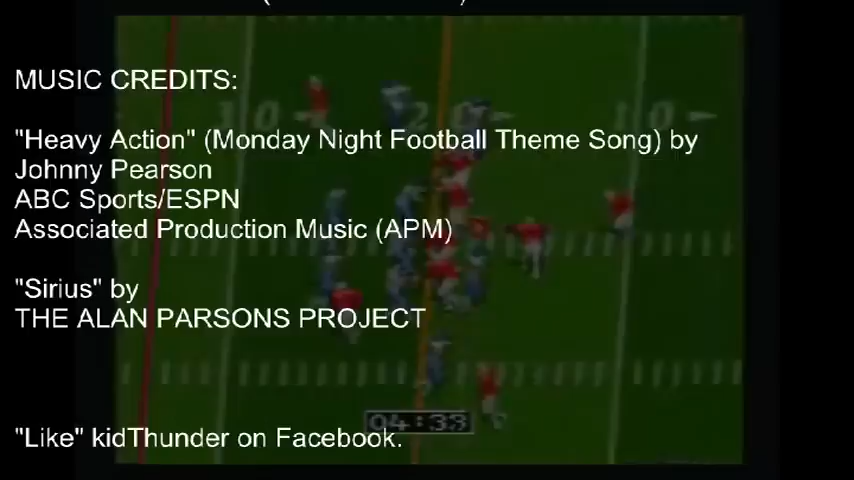 MUSIC CREDITS:
"Heavy Action" (Monday Night Football Theme Song) by
Johnny Pearson
ABC Sports/ESPN
Associated Production Music (APM)
"Sirius" by
THE ALAN PARSONS PROJECT
04:33
"Like" kidThunder on Facebook.